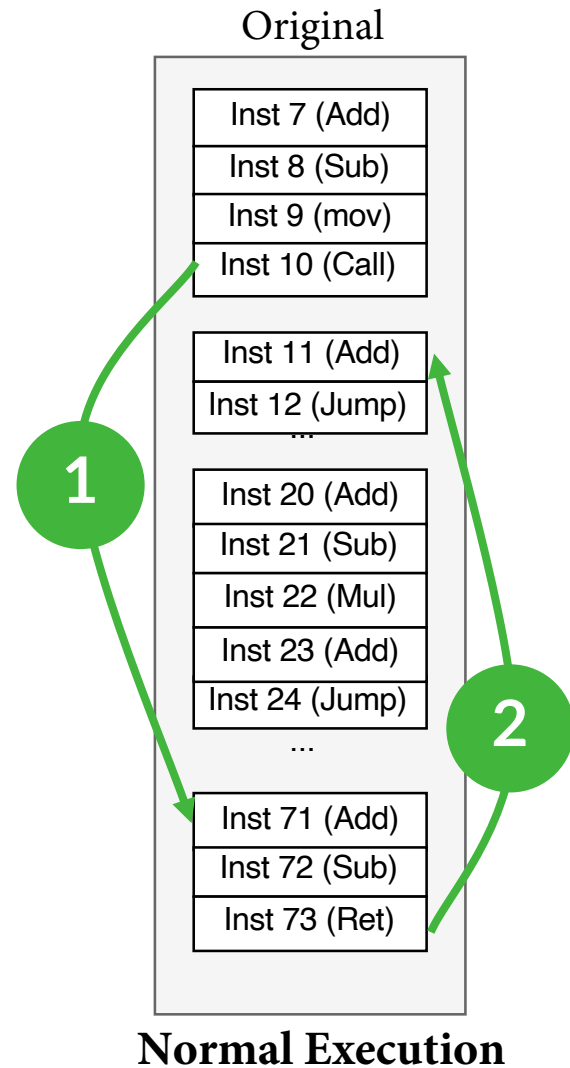 Original
Inst 7 (Add)
Inst 8 (Sub)
Inst 9 (mov)
Inst 10 (Call)
Inst 11 (Add)
Inst 12 (Jump)
...
1
Inst 20 (Add)
Inst 21 (Sub)
Inst 22 (Mul)
Inst 23 (Add)
Inst 24 (Jump)
2
...
Inst 71 (Add)
Inst 72 (Sub)
Inst 73 (Ret)
Normal Execution